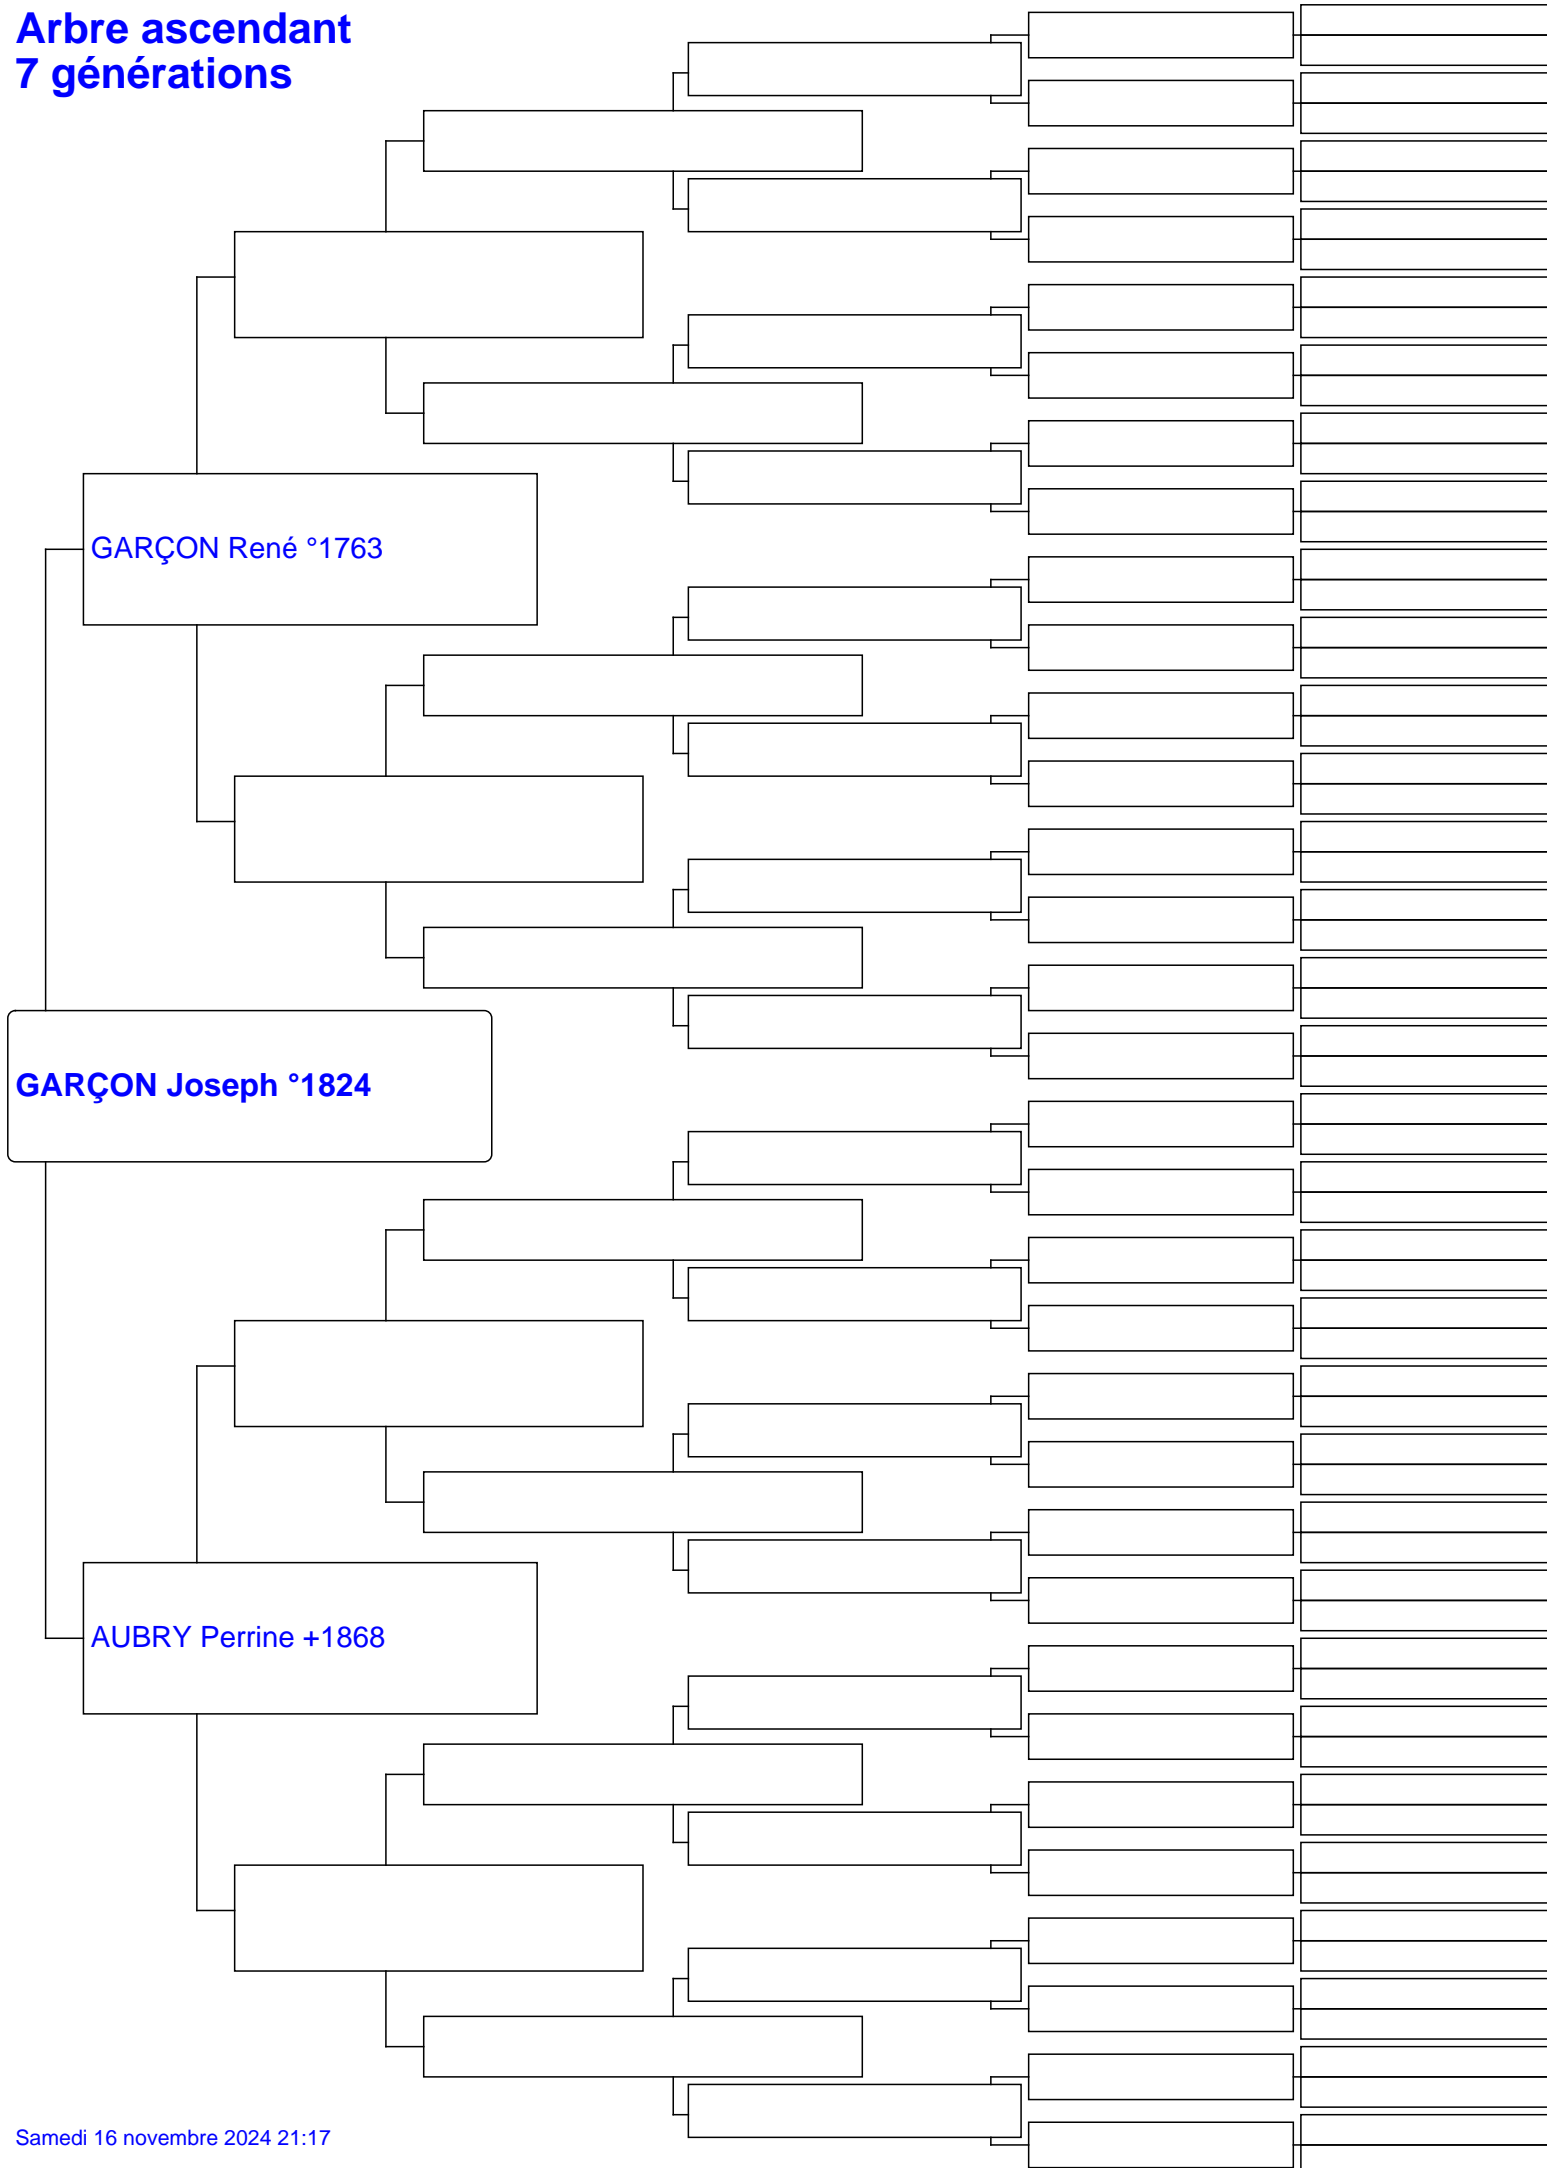 Arbre ascendant
7 générations
GARÇON René °1763
GARÇON Joseph °1824
AUBRY Perrine +1868
Samedi 16 novembre 2024 21:17